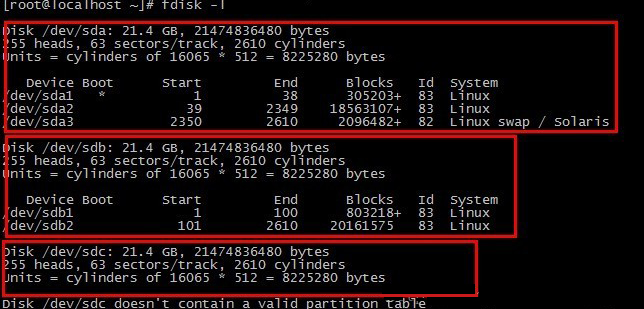 [root@localhost ~]# fdisk -l
Disk /dev/sda: 21.4 GB, 21474836480 bytes
255 heads, 63 sectors/track, 2610 cylinders
Units = cylinders of 16065 * 512 = 8225280 bytes
Device Boot Start End Blocks Id System
/dev/sda1 * 1 38 305203+ 83 Linux
/dev/sda2 39 2349 18563107+ 83 Linux
/dev/sda3 2350 2610 2096482+ 82 Linux swap / Solaris
Disk /dev/sdb: 21.4 GB, 21474836480 bytes
255 heads, 63 sectors/track, 2610 cylinders
Units = cylinders of 16065 * 512 = 8225280 bytes
Device Boot Start End Blocks Id System
/dev/sdb1 1 100 803218+ 83 Linux
/dev/sdb2 101 2610 20161575 83 Linux
Disk /dev/sdc: 21.4 GB, 21474836480 bytes
255 heads, 63 sectors/track, 2610 cylinders
Units = cylinders of 16065 * 512 = 8225280 bytes
Disk /dev/sdc doesn't contain a valid partition table